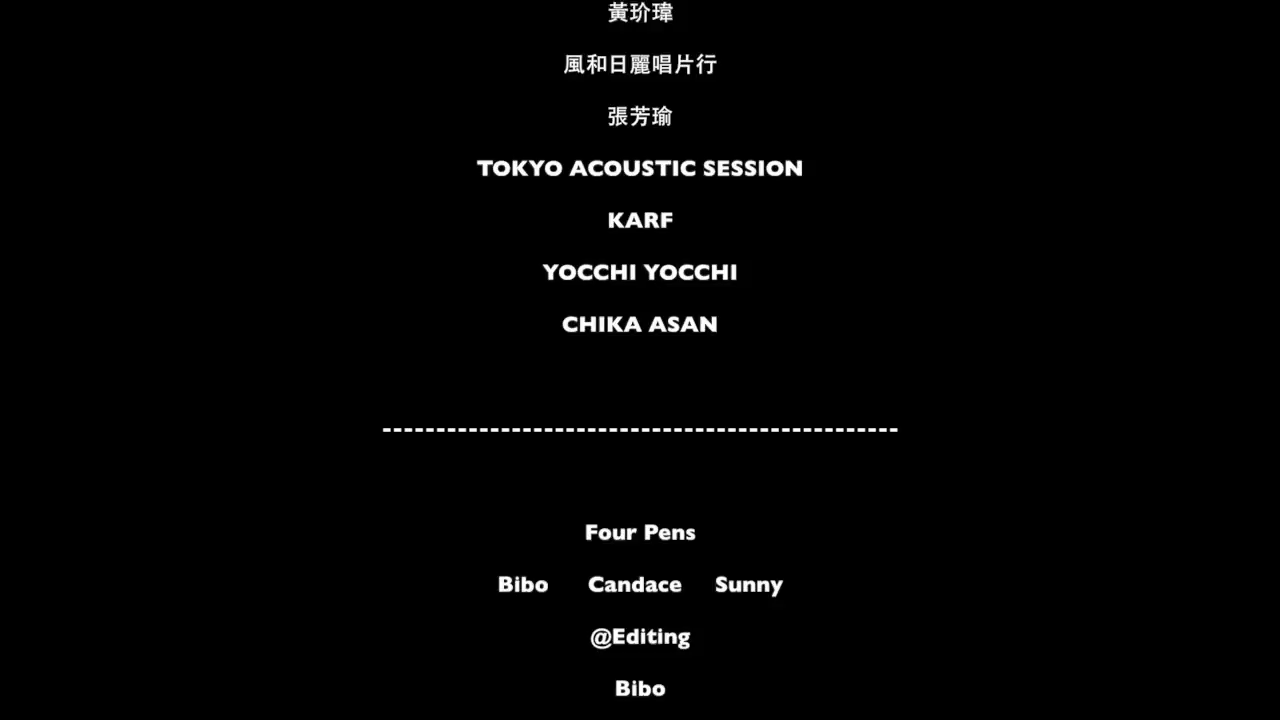 黃玠瑋
風和日麗唱片行
張芳瑜
TOKYO ACOUSTIC SESSION
KARF
YOCCHI YOCCHI
CHIKA ASAN
------------------------------------------------
Four Pens
Bibo Candace Sunny
@Editing
Bibo